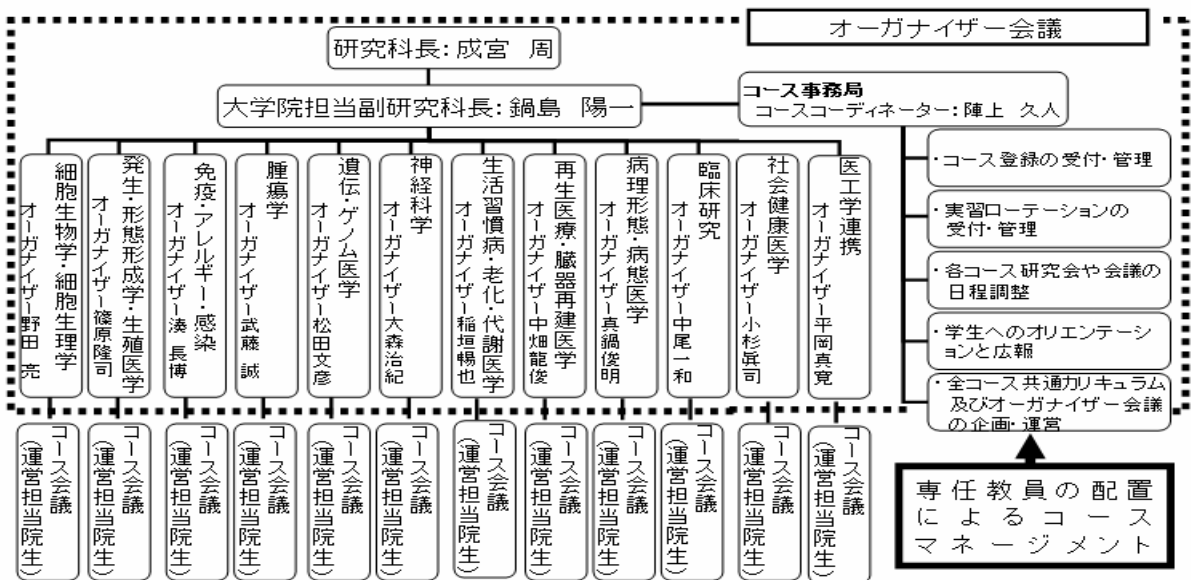 オーガナイザー会議
研究科長:成宮 周
大学院担当副研究科長:鍋島 陽一
コース事務局
コースコーディネーター:陣上 久人
細胞生物学・細胞生理学
オーガナイザー野田 亮
発生・形態形成学・生殖医学
オーガナイザー篠原隆司
免疫・アレルギー・感染
オーガナイザー湊 長博
腫瘍学
オーガナイザー武藤 誠
遺伝・ゲノム医学
オーガナイザー松田文彦
神経科学
オーガナイザー大森治紀
生活習慣病・老化・代謝医学
オーガナイザー稲垣暢也
再生医療・臓器再建医学
オーガナイザー中畑龍俊
病理形態・病態医学
オーガナイザー真鍋俊明
臨床研究
オーガナイザー中尾一和
社会健康医学
オーガナイザー小杉眞司
医工学連携
オーガナイザー平岡真寛
・コース登録の受付・管理
・実習ローテーションの
受付・管理
・各コース研究会や会議の
日程調整
・学生へのオリエンテーシ
ョンと広報
・全コース共通カリキュラム
及びオーガナイザー会議
の企画・運営
コース会議
(運営担当院生)
コース会議
(運営担当院生)
コース会議
(運営担当院生)
コース会議
(運営担当院生)
コース会議
(運営担当院生)
コース会議
(運営担当院生)
コース会議
(運営担当院生)
コース会議
(運営担当院生)
コース会議
(運営担当院生)
コース会議
(運営担当院生)
コース会議
(運営担当院生)
コース会議
(運営担当院生)
専任教員の配置
によるコース
マネージメント